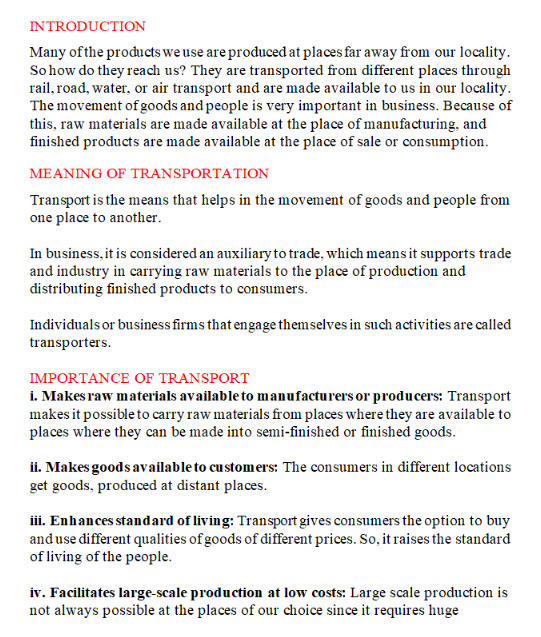 INTRODUCTION
Many of the products we use are produced at places far away from our locality.
So how do they reach us? They are transported from different places through
rail, road, water, or air transport and are made available to us in our locality.
The movement of goods and people is very important in business. Because of
this, raw materials are made available at the place of manufacturing, and
finished products are made available at the place of sale or consumption.
MEANING OF TRANSPORTATION
Transport is the means that helps in the movement of goods and people from
one place to another.
In business, it is considered an auxiliary to trade, which means it supports trade
and industry in carrying raw materials to the place of production and
distributing finished products to consumers.
Individuals or business firms that engage themselves in such activities are called
transporters.
IMPORTANCE OF TRANSPORT
i. Makes raw materials available to manufacturers or producers: Transport
makes it possible to carry raw materials from places where they are available to
places where they can be made into semi-finished or finished goods.
ii. Makes goods available to customers: The consumers in different locations
get goods, produced at distant places.
iii. Enhances standard of living: Transport gives consumers the option to buy
and use different qualities of goods of different prices. So, it raises the standard
of living of the people.
iv. Facilitates large-scale production at low costs: Large scale production is
not always possible at the places of our choice since it requires huge